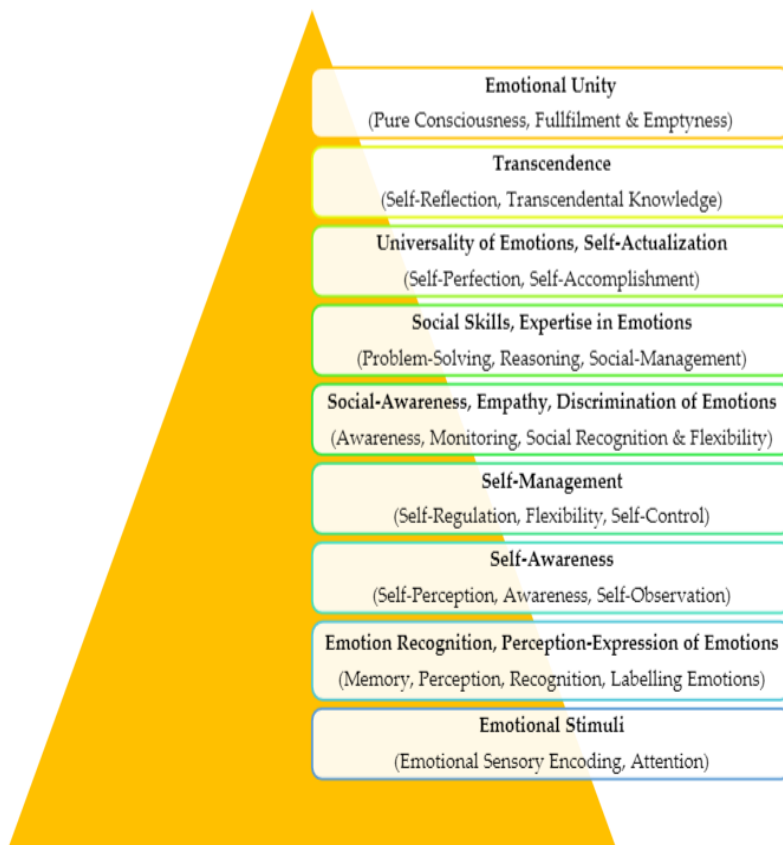 Emotional Unity
(Pure Consciousness, Fullfilment & Emptyness)
Transcendence
(Self-Reflection, Transcendental Knowledge)
Universality of Emotions, Self-Actualization
(Self-Perfection, Self-Accomplishment)
Social Skills, Expertise in Emotions
(Problem-Solving, Reasoning, Social-Management)
Social-Awareness, Empathy, Discrimination of Emotions
(Awareness, Monitoring, Social Recognition & Flexibility)
Self-Management
(Self-Regulation, Flexibility, Self-Control)
Self-Awareness
(Self-Perception, Awareness, Self-Observation)
Emotion Recognition, Perception-Expression of Emotions
(Memory, Perception, Recognition, Labelling Emotions)
Emotional Stimuli
(Emotional Sensory Encoding, Attention)